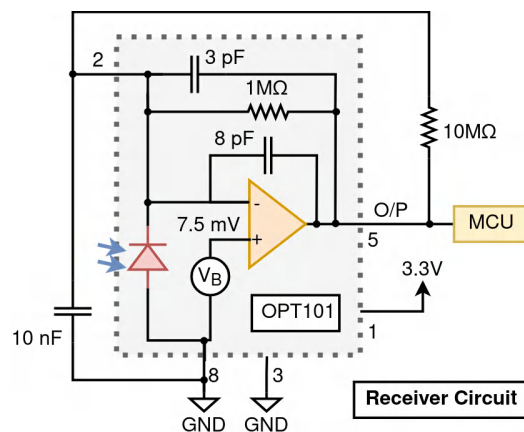 2
3 pF
1MΩ
8 pF
10MΩ
-
7.5 mV
+
V_B
O/P
5
MCU
3.3V
OPT101
1
10 nF
8
3
GND
GND
Receiver Circuit